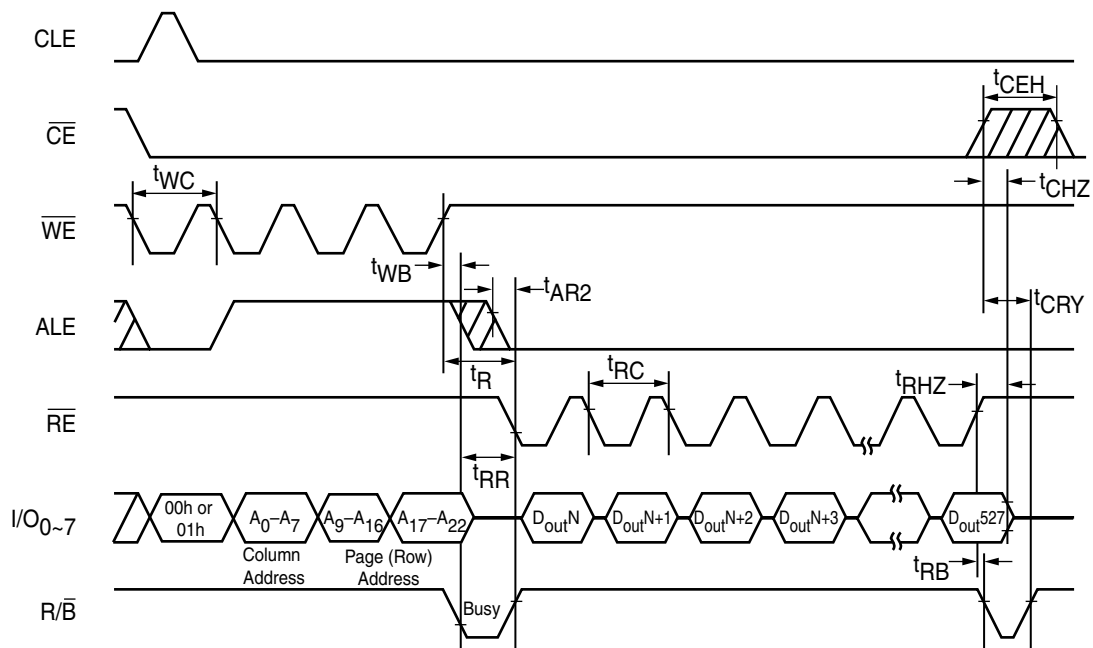 CLE
tCEH
CE
tWC
tCHZ
WE
tWB
tAR2
ALE
tCRY
tR
tRC
tRHZ
RE
tRR
I/O0~7
00h or
01h
A0–A7
A9–A16
A17–A22
DoutN
DoutN+1
DoutN+2
DoutN+3
Dout527
Column
Address
Page (Row)
Address
tRB
R/B
Busy